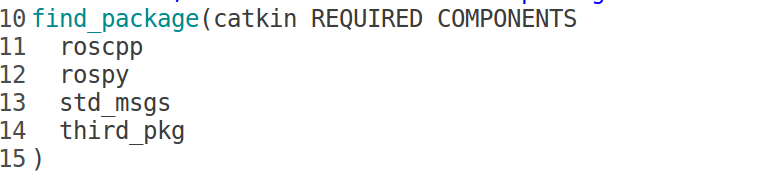 10 find_package(catkin REQUIRED COMPONENTS
11   roscpp
12   rospy
13   std_msgs
14   third_pkg
15 )